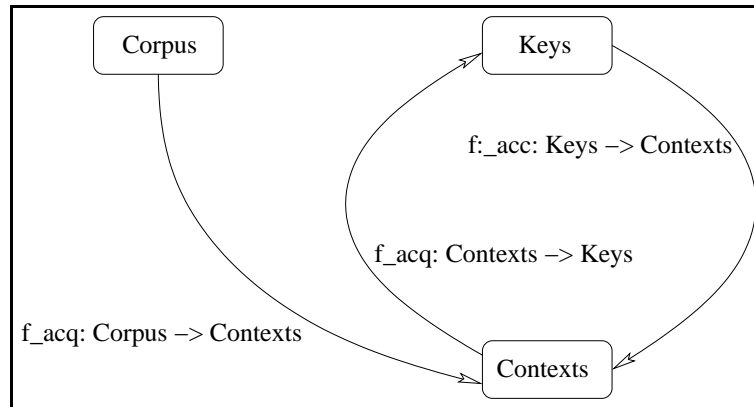 Corpus
Keys
f:_acc: Keys −> Contexts
f_acq: Contexts −> Keys
f_acq: Corpus −> Contexts
Contexts